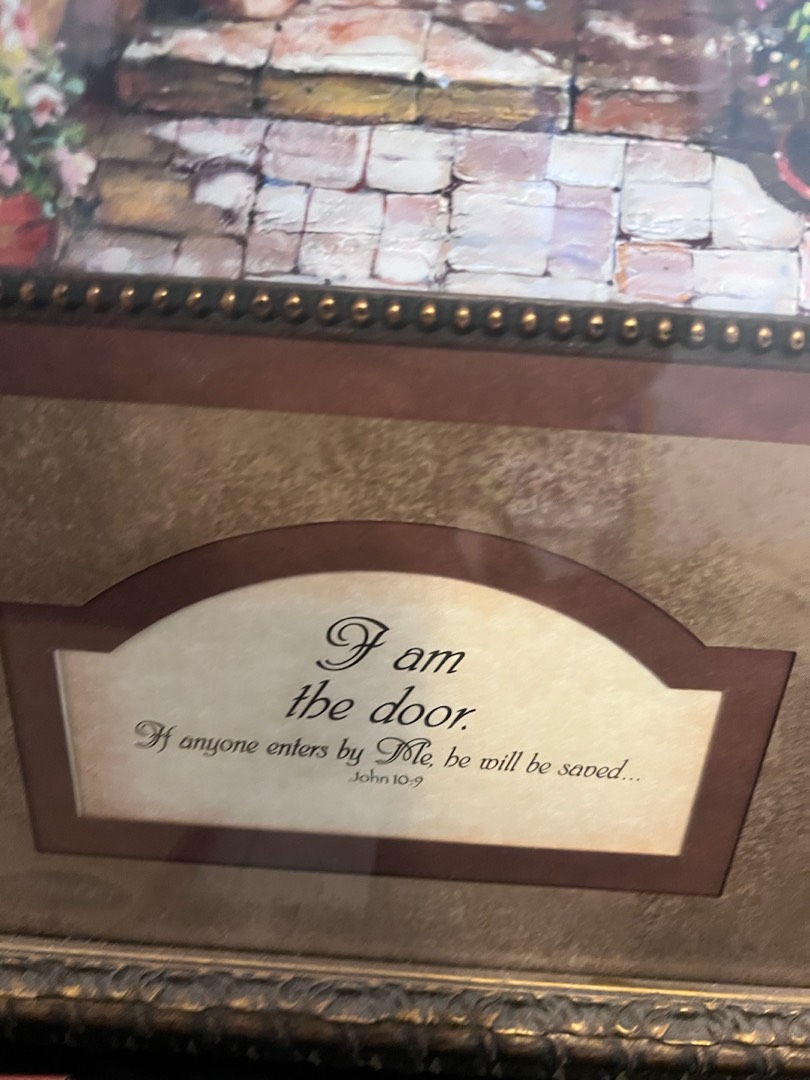 I am
the door.
If anyone enters by Me, he will be saved...
John 10:9